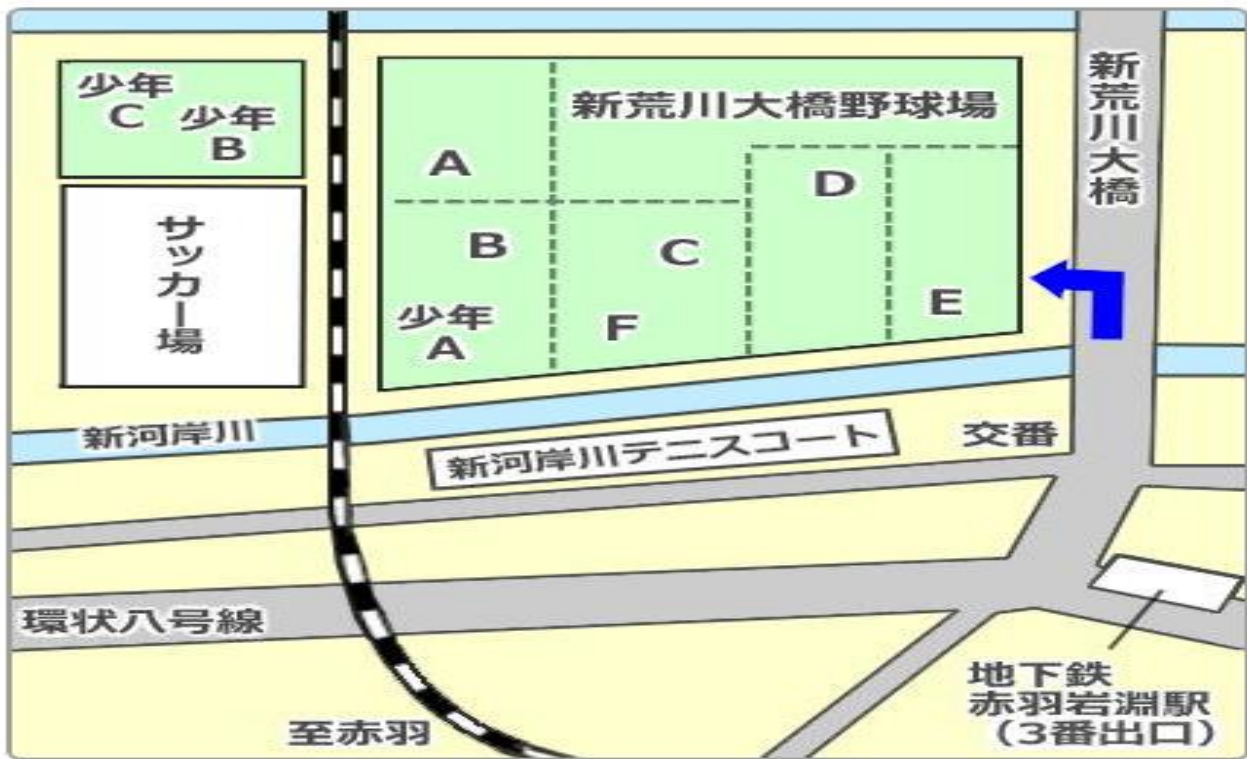 少年
C
少年
B
サッカー場
新荒川大橋野球場
A
B
C
D
E
F
少年
A
新荒川大橋
新河岸川
新河岸川テニスコート
交番
環状八号線
至赤羽
地下鉄
赤羽岩淵駅
(3番出口)